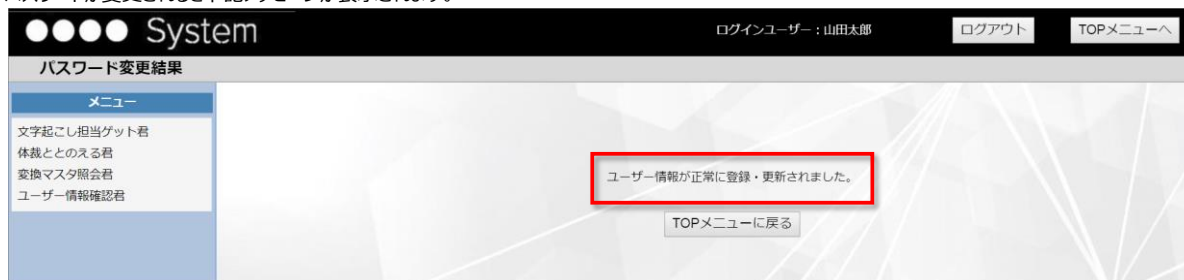 ●●●● System
ログインユーザー：山田太郎
ログアウト
TOPメニューへ
パスワード変更結果
メニュー
文字起こし担当ゲット君
体裁ととのえる君
変換マスタ照会君
ユーザー情報確認君
ユーザー情報が正常に登録・更新されました。
TOPメニューに戻る